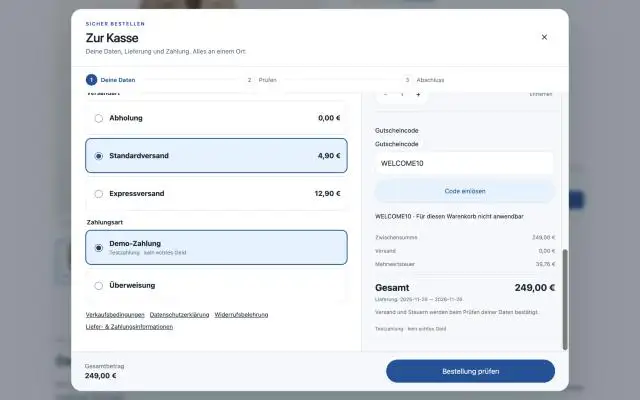 SICHER BESTELLEN
Zur Kasse
Deine Daten, Lieferung und Zahlung. Alles an einem Ort.
1 Deine Daten
2 Prüfen
3 Abschluss
Versandart
Abholung 0,00 €
Standardversand 4,90 €
Expressversand 12,90 €
Zahlungsart
Demo-Zahlung
Testzahlung · kein echtes Geld
Überweisung
Verkaufsbedingungen Datenschutzerklärung Widerrufsbelehrung
Liefer- & Zahlungsinformationen
− 1 + Entfernen
Gutscheincode
Gutscheincode
WELCOME10
Code einlösen
WELCOME10 · Für diesen Warenkorb nicht anwendbar
Zwischensumme 249,00 €
Versand 0,00 €
Mehrwertsteuer 39,76 €
Gesamt 249,00 €
Versand und Steuern werden beim Prüfen deiner Daten bestätigt.
Testzahlung · kein echtes Geld
Gesamtbetrag
249,00 €
Bestellung prüfen